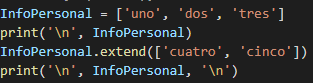 InfoPersonal = ['uno', 'dos', 'tres']
print('\n', InfoPersonal)
InfoPersonal.extend(['cuatro', 'cinco'])
print('\n', InfoPersonal, '\n')